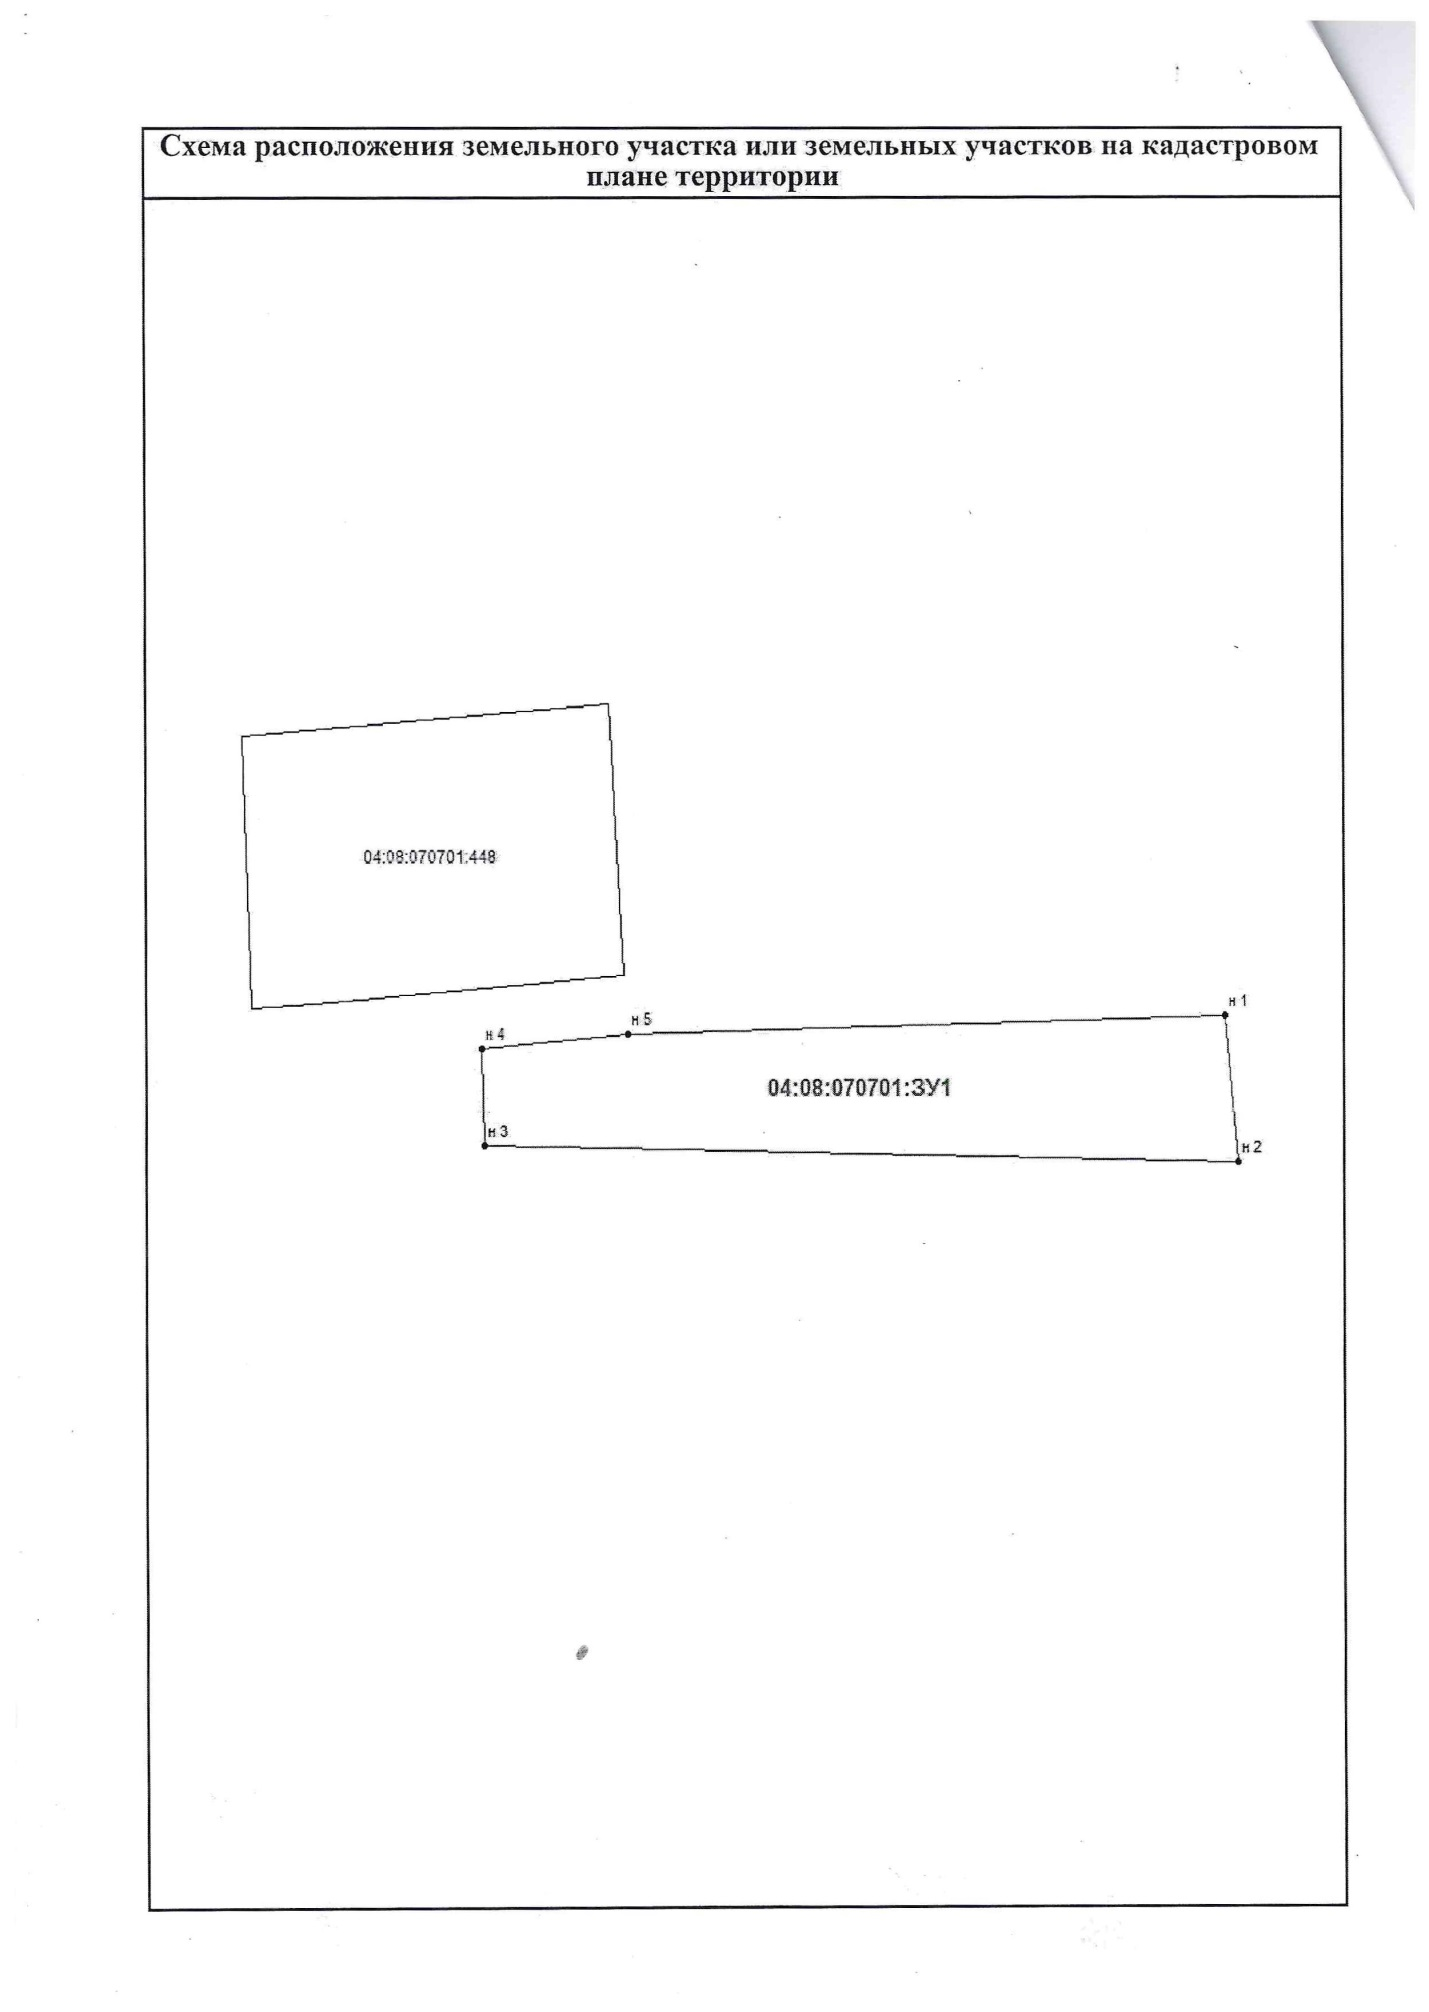 Схема расположения земельного участка или земельных участков на кадастровом
плане территории
04:08:070701:448
н 1
н 5
н 4
04:08:070701:ЗУ1
н 3
н 2